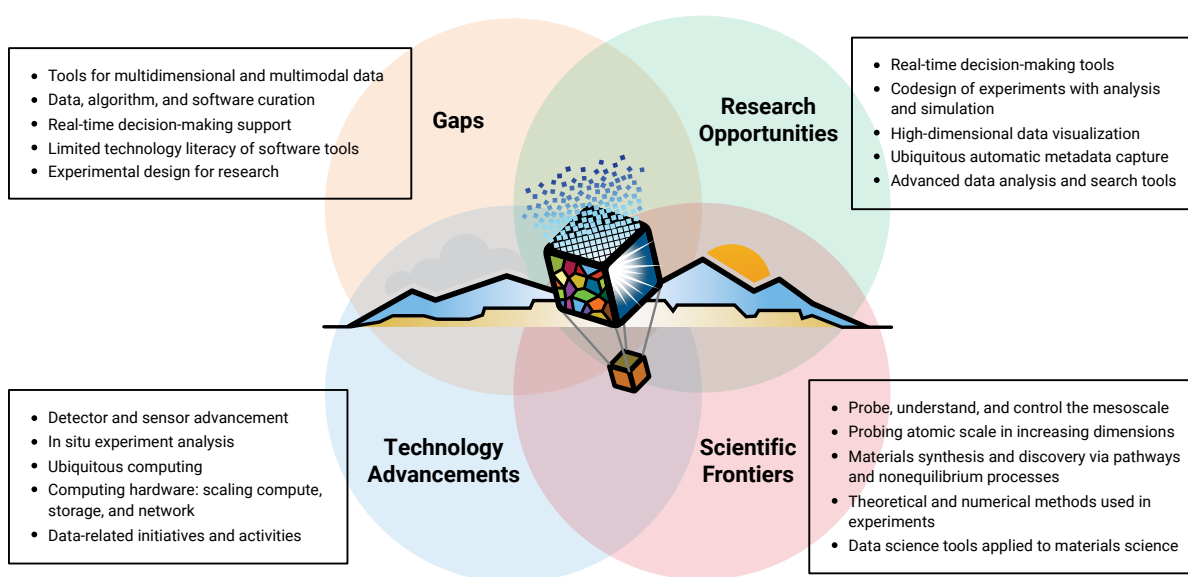 Gaps
• Tools for multidimensional and multimodal data
• Data, algorithm, and software curation
• Real-time decision-making support
• Limited technology literacy of software tools
• Experimental design for research
Research
Opportunities
• Real-time decision-making tools
• Codesign of experiments with analysis
and simulation
• High-dimensional data visualization
• Ubiquitous automatic metadata capture
• Advanced data analysis and search tools
Technology
Advancements
• Detector and sensor advancement
• In situ experiment analysis
• Ubiquitous computing
• Computing hardware: scaling compute,
storage, and network
• Data-related initiatives and activities
Scientific
Frontiers
• Probe, understand, and control the mesoscale
• Probing atomic scale in increasing dimensions
• Materials synthesis and discovery via pathways
and nonequilibrium processes
• Theoretical and numerical methods used in
experiments
• Data science tools applied to materials science